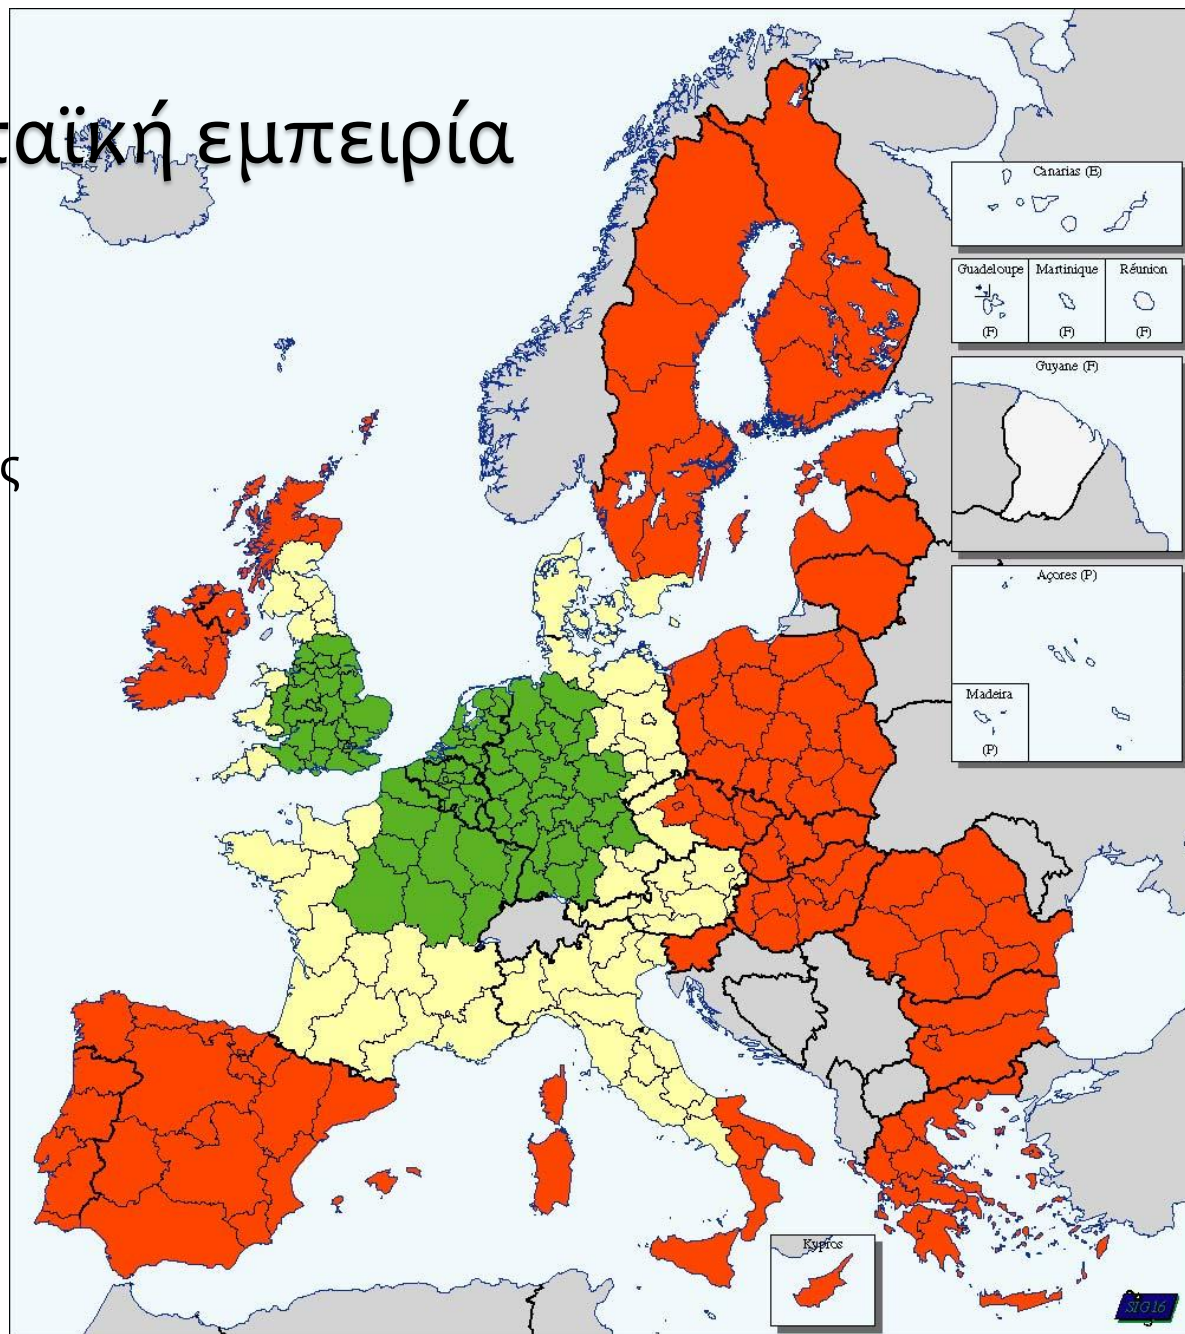 αϊκή εμπειρία
ς
Canarias (E)
Guadeloupe
Martinique
Réunion
(F)
(F)
(F)
Guyane (F)
Açores (P)
Madeira
(P)
Kypros
SIG16